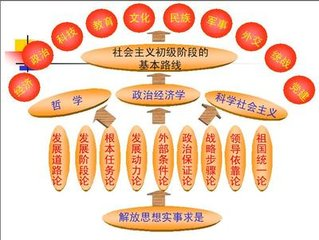 经济
政治
科技
教育
文化
民族
军事
外交
统战
党建
社会主义初级阶段的
基本路线
哲 学
政治经济学
科学社会主义
发展道路论
发展阶段论
根本任务论
发展动力论
外部条件论
政治保证论
战略步骤论
领导依靠论
祖国统一论
解放思想实事求是